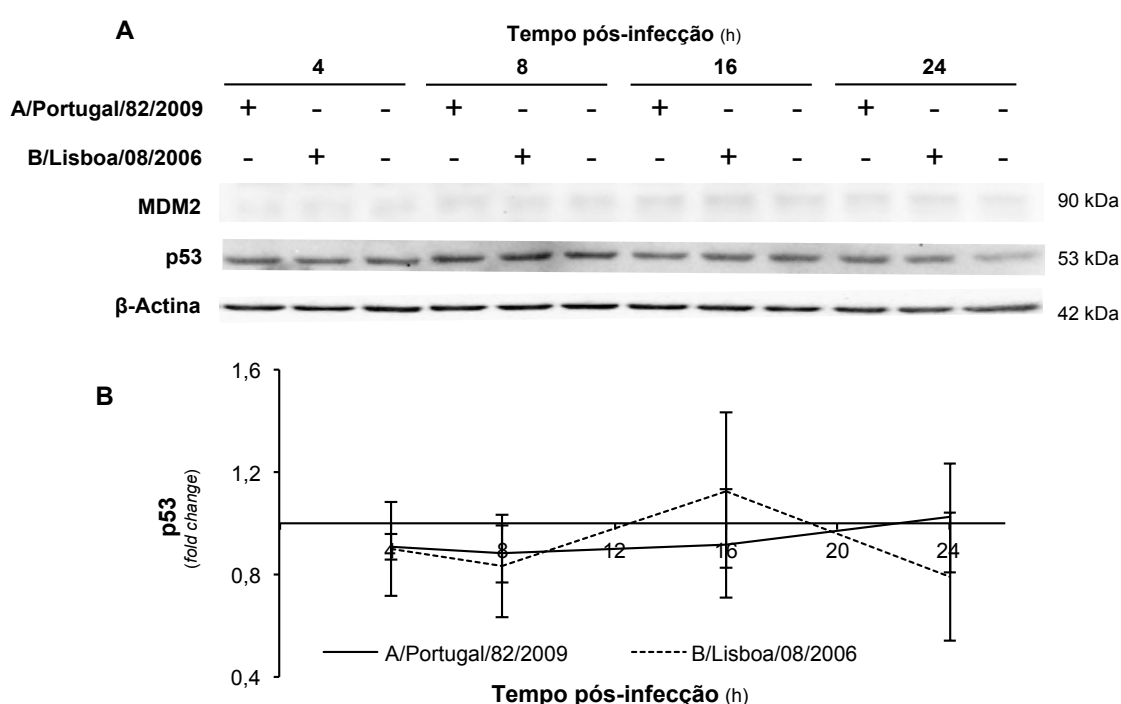 A
Tempo pós-infecção (h)
4 8 16 24
A/Portugal/82/2009 + - - + - - + - - + - -
B/Lisboa/08/2006 - + - - + - - + - - + -
MDM2 90 kDa
p53 53 kDa
β-Actina 42 kDa
B
1,6
1,2
0,8
0,4
p53
(fold change)
4 8 12 16 20 24
A/Portugal/82/2009 B/Lisboa/08/2006
Tempo pós-infecção (h)